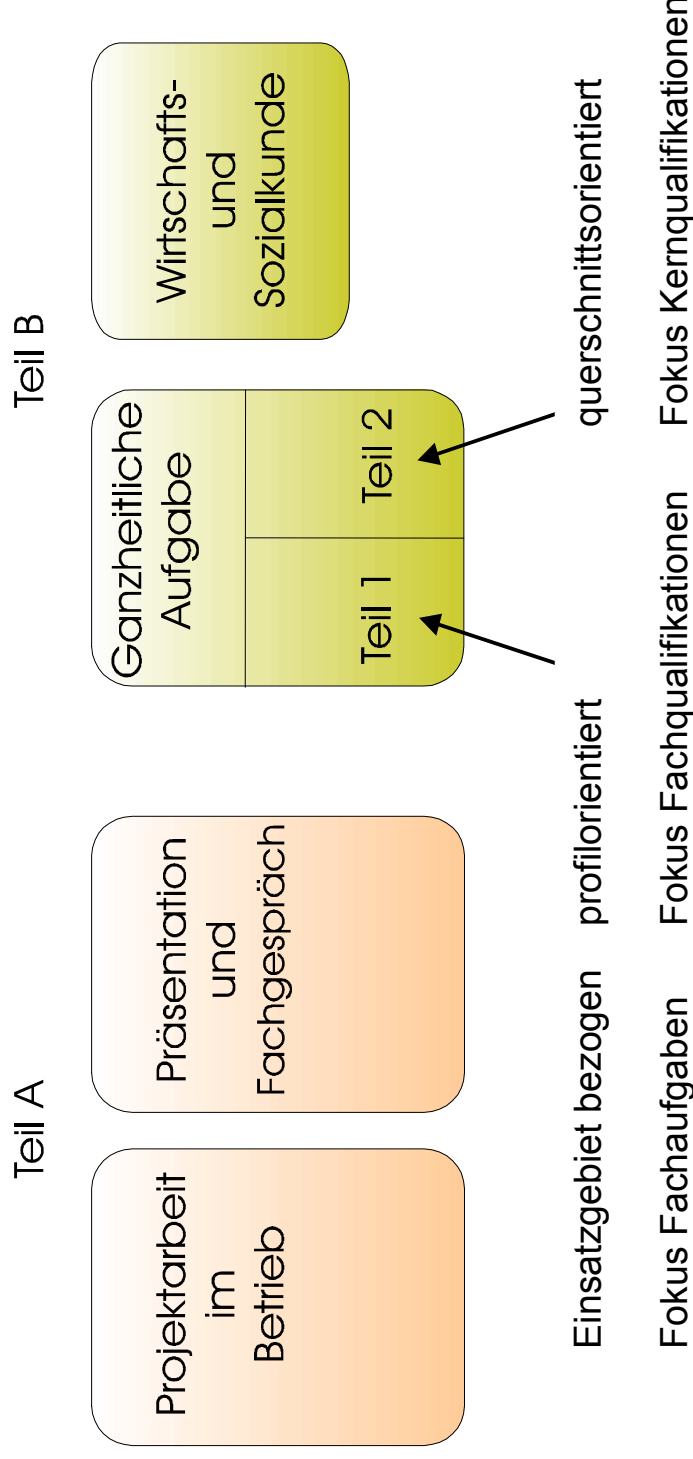 Teil A
Teil B
Projektarbeit
im
Betrieb
Präsentation
und
Fachgespräch
Ganzheitliche
Aufgabe
Teil 1
Teil 2
Wirtschafts-
und
Sozialkunde
Einsatzgebiet bezogen
profilorientiert
querschnittsorientiert
Fokus Fachaufgaben
Fokus Fachqualifikationen
Fokus Kernqualifikationen